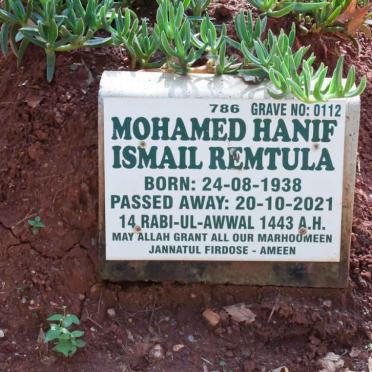 786 GRAVE NO: 0112
MOHAMED HANIF
ISMAIL REMTULA
BORN: 24-08-1938
PASSED AWAY: 20-10-2021
14 RABI-UL-AWWAL 1443 A.H.
MAY ALLAH GRANT ALL OUR MARHOOMEEN
JANNATUL FIRDOSE - AMEEN